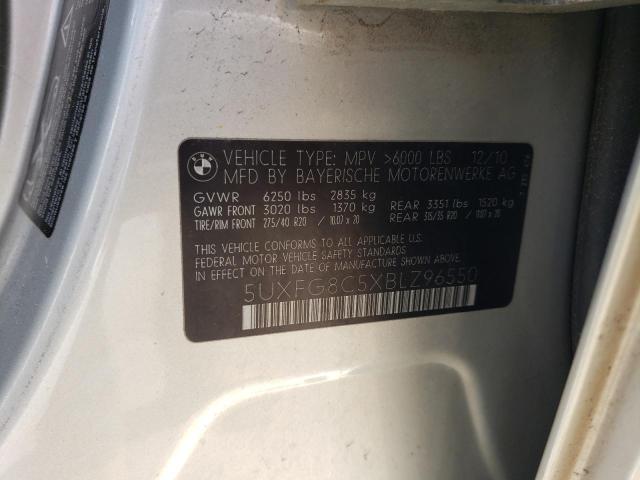 BMW
VEHICLE TYPE: MPV >6000 LBS 12/10
MFD BY BAYERISCHE MOTORENWERKE AG
GVWR 6250 lbs 2835 kg
GAWR FRONT 3020 lbs 1370 kg REAR 3351 lbs 1520 kg
TIRE/RIM FRONT 275/40 R20 / 10.0J x 20 REAR 315/35 R20 / 11.0J x 20
THIS VEHICLE CONFORMS TO ALL APPLICABLE
FEDERAL MOTOR VEHICLE SAFETY STANDARDS
IN EFFECT ON THE DATE OF MANUFACTURE SHOWN ABOVE.
5UXFG8C5XBLZ96550